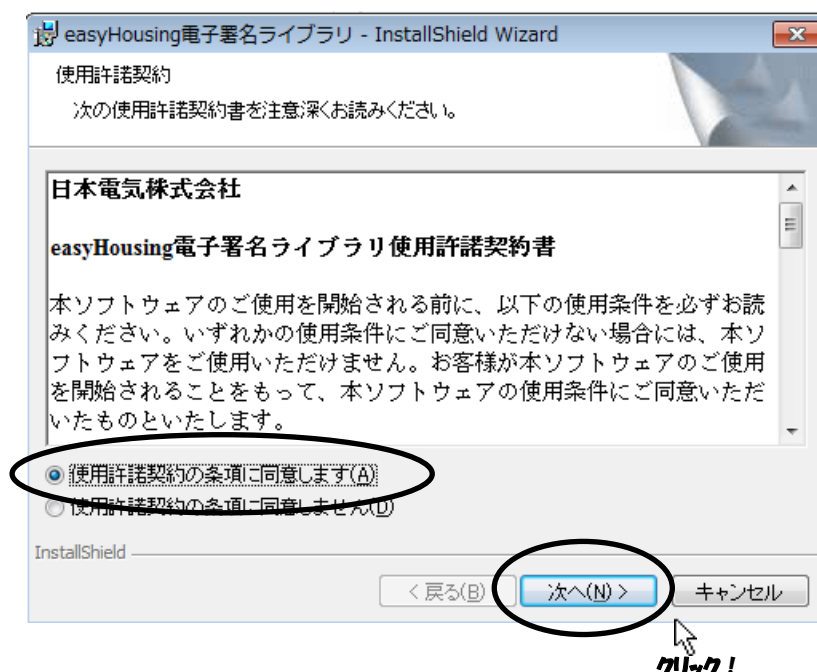 easyHousing電子署名ライブラリ - InstallShield Wizard
使用許諾契約
次の使用許諾契約書を注意深くお読みください。
日本電気株式会社
easyHousing電子署名ライブラリ使用許諾契約書
本ソフトウェアのご使用を開始される前に、以下の使用条件を必ずお読
みください。いずれかの使用条件にご同意いただけない場合には、本ソ
フトウェアをご使用いただけません。お客様が本ソフトウェアのご使用
を開始されることをもって、本ソフトウェアの使用条件にご同意いただ
いたものといたします。
使用許諾契約の条項に同意します(A)
使用許諾契約の条項に同意しません(D)
InstallShield
< 戻る(B)
次へ(N) >
キャンセル
クリック！